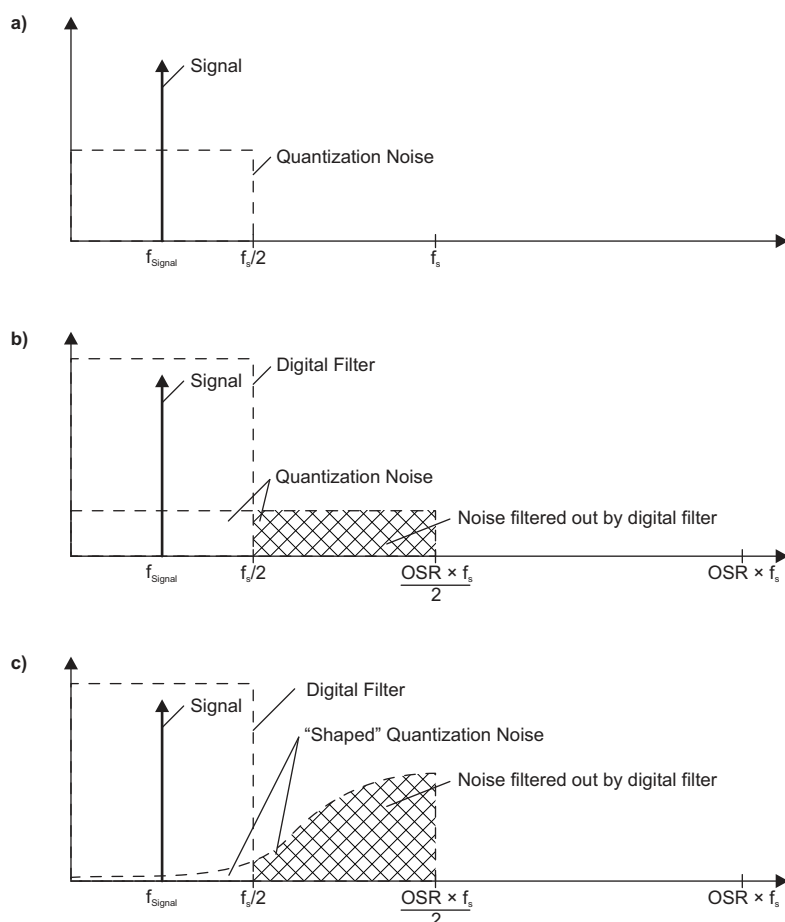 a)
Signal
Quantization Noise
fSignal
fs/2
fs
b)
Digital Filter
Signal
Quantization Noise
Noise filtered out by digital filter
fSignal
fs/2
OSR × fs
2
OSR × fs
c)
Digital Filter
Signal
“Shaped” Quantization Noise
Noise filtered out by digital filter
fSignal
fs/2
OSR × fs
2
OSR × fs